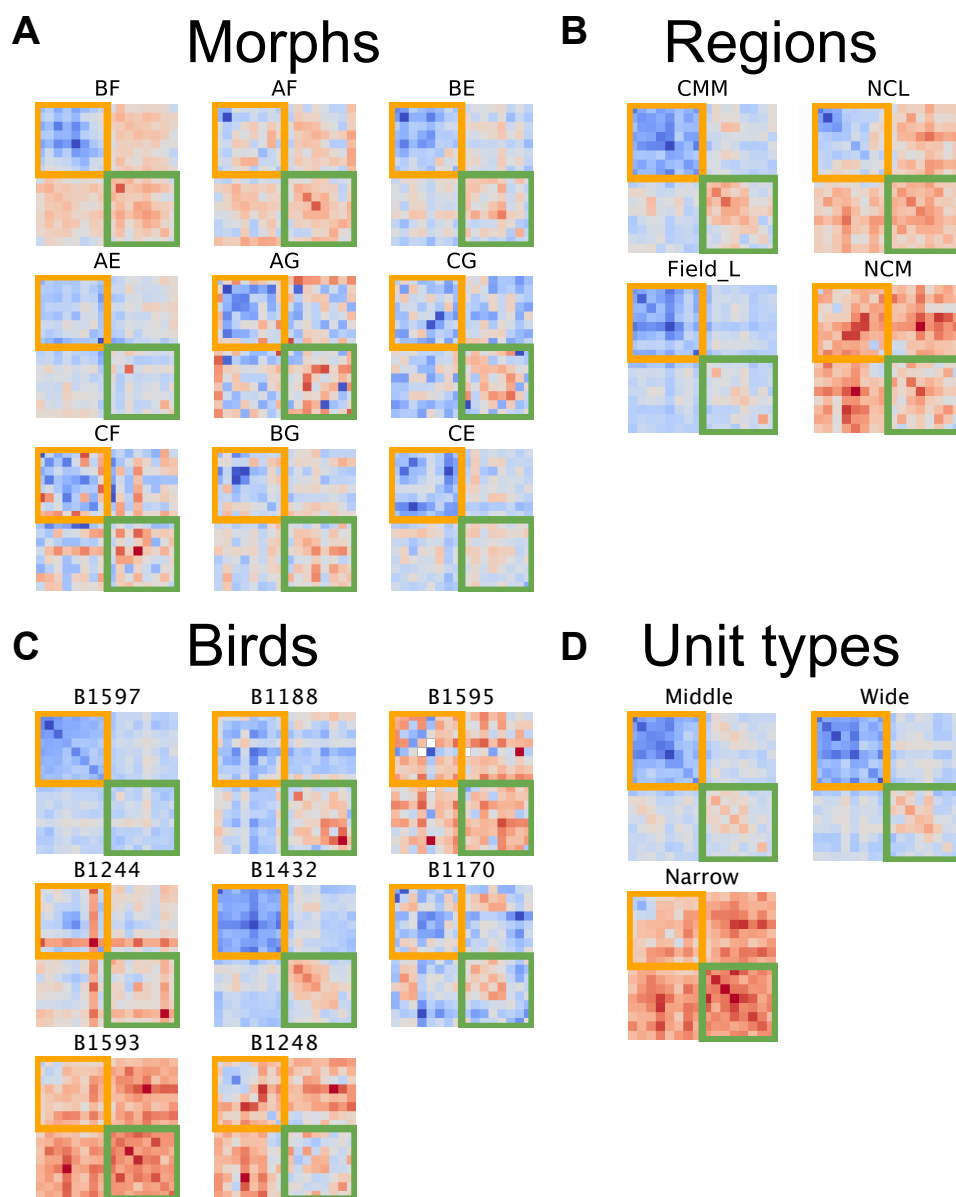 A Morphs
BF AF BE
AE AG CG
CF BG CE
B Regions
CMM NCL
Field_L NCM
C Birds
B1597 B1188 B1595
B1244 B1432 B1170
B1593 B1248
D Unit types
Middle Wide
Narrow